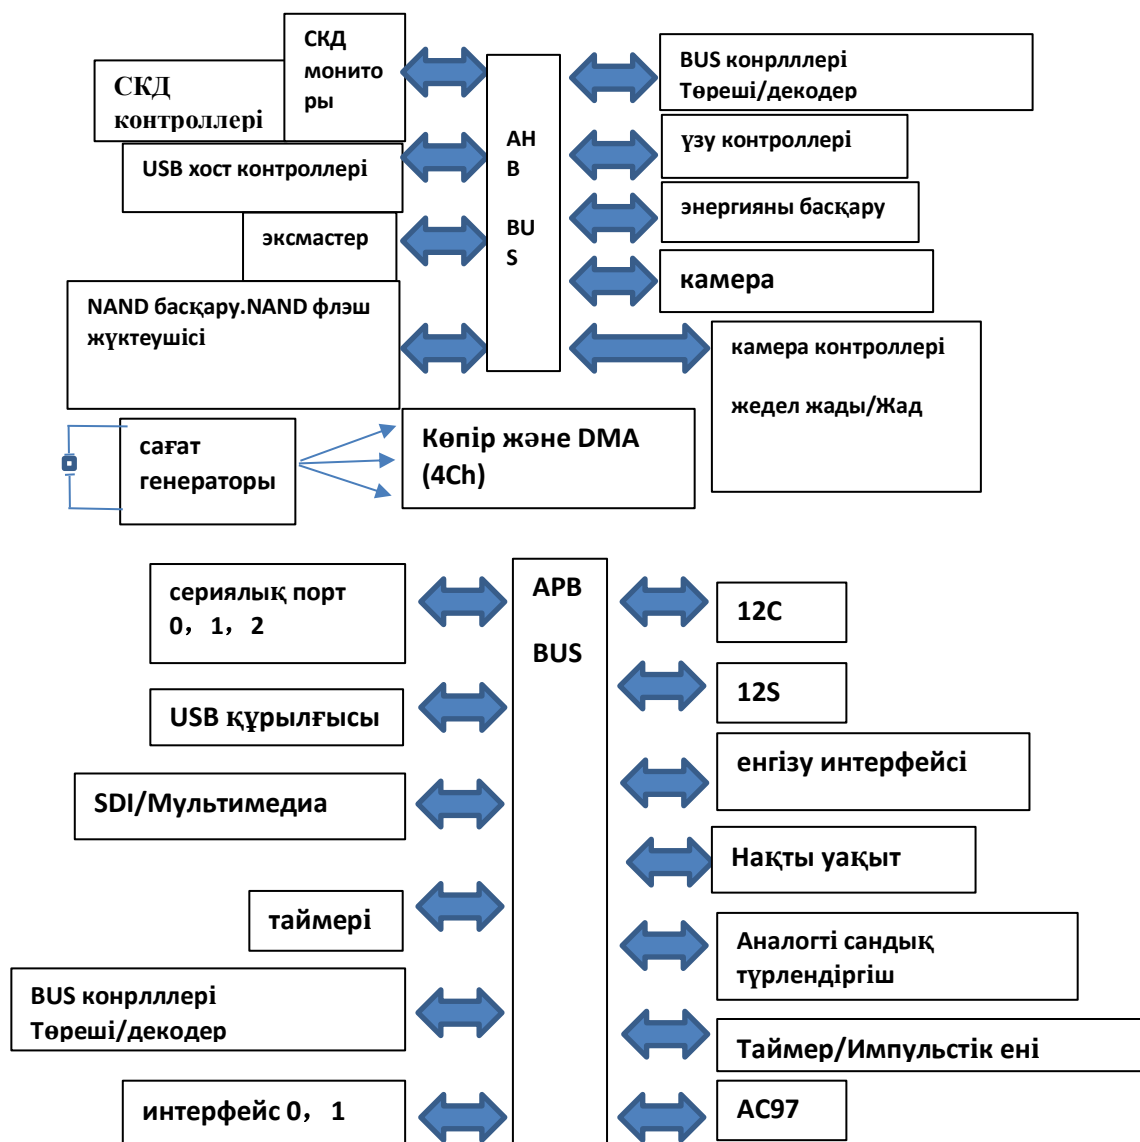 СКД
монито
ры
СКД
контроллері
USB хост контроллері
эксмастер
NAND басқару.NAND флэш
жүктеушісі
AH
B
BU
S
BUS конрлллері
Төреші/декодер
үзу контроллері
энергияны басқару
камера
камера контроллері
жедел жады/Жад
сағат
генераторы
Көпір және DMA
(4Ch)
сериялық порт
0，1，2
USB құрылғысы
SDI/Мультимедиа
таймері
BUS конрлллері
Төреші/декодер
интерфейс 0，1
APB
BUS
12C
12S
енгізу интерфейсі
Нақты уақыт
Аналогті сандық
түрлендіргіш
Таймер/Импульстік ені
AC97